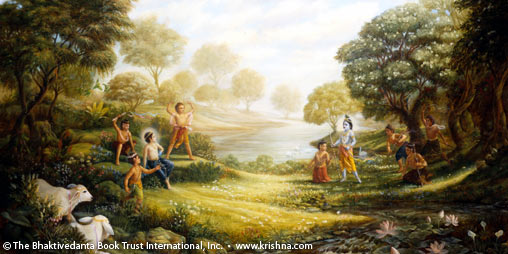 © The Bhaktivedanta Book Trust International, Inc. • www.krishna.com